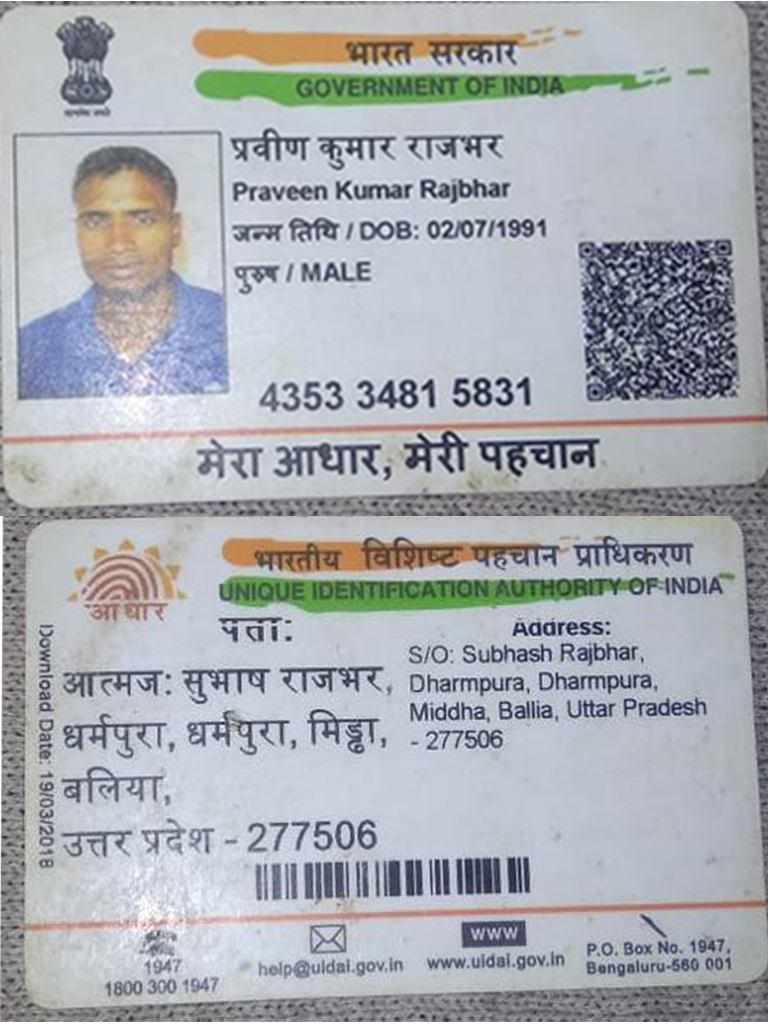 भारत सरकार
GOVERNMENT OF INDIA
प्रवीण कुमार राजभर
Praveen Kumar Rajbhar
जन्म तिथि / DOB: 02/07/1991
पुरुष / MALE
4353 3481 5831
मेरा आधार, मेरी पहचान
भारतीय विशिष्ट पहचान प्राधिकरण
UNIQUE IDENTIFICATION AUTHORITY OF INDIA
आधार
पता:
आत्मज: सुभाष राजभर,
धर्मपुरा, धर्मपुरा, मिड्ढा,
बलिया,
उत्तर प्रदेश - 277506
Address:
S/O: Subhash Rajbhar,
Dharmpura, Dharmpura,
Middha, Ballia, Uttar Pradesh
- 277506
Download Date: 19/03/2018
1947
1800 300 1947
help@uidai.gov.in
www
www.uidai.gov.in
P.O. Box No. 1947,
Bengaluru-560 001